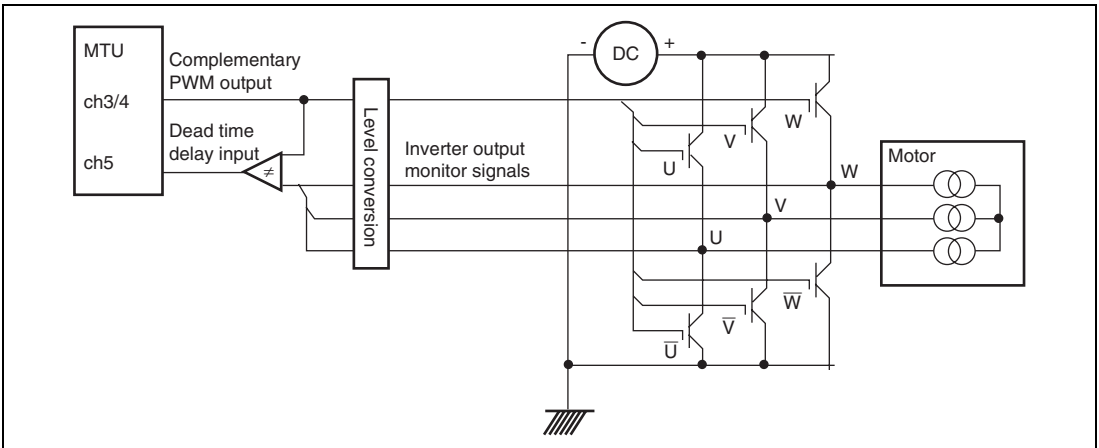 MTU
ch3/4
ch5
Complementary
PWM output
Dead time
delay input
≠
Level conversion
Inverter output
monitor signals
-
DC
+
U
V
W
W
V
U
U̅
V̅
W̅
Motor